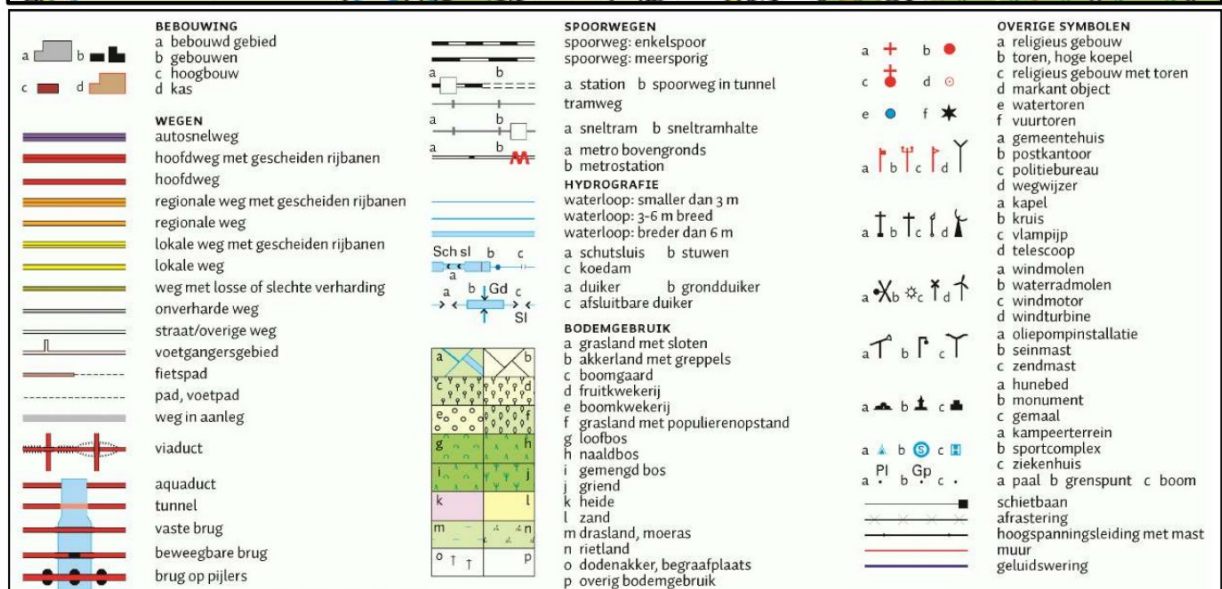 BEBOUWING
a bebouwd gebied
b gebouwen
c hoogbouw
d kas
a b
c d
WEGEN
autosnelweg
hoofdweg met gescheiden rijbanen
hoofdweg
regionale weg met gescheiden rijbanen
regionale weg
lokale weg met gescheiden rijbanen
lokale weg
weg met losse of slechte verharding
onverharde weg
straat/overige weg
voetgangersgebied
fietspad
pad, voetpad
weg in aanleg
viaduct
aquaduct
tunnel
vaste brug
beweegbare brug
brug op pijlers
SPOORWEGEN
spoorweg: enkelspoor
spoorweg: meersporig
a b
a station b spoorweg in tunnel
tramweg
a b
a sneltram b sneltramhalte
a b
a metro bovengronds
b metrostation
HYDROGRAFIE
waterloop: smaller dan 3 m
waterloop: 3-6 m breed
waterloop: breder dan 6 m
Sch sl b c
a
a schutsluis b stuwen
c koedam
a b Gd c
Sl
a duiker b grondduiker
c afsluitbare duiker
BODEMGEBRUIK
a grasland met sloten
b akkerland met greppels
c boomgaard
d fruitkwekerij
e boomkwekerij
f grasland met populierenopstand
g loofbos
h naaldbos
i gemengd bos
j griend
k heide
l zand
m drasland, moeras
n rietland
o dodenakker, begraafplaats
p overig bodemgebruik
a b
c d
e f
g h
i j
k l
m n
o p
OVERIGE SYMBOLEN
a b
c d
e f
a religieus gebouw
b toren, hoge koepel
c religieus gebouw met toren
d markant object
e watertoren
f vuurtoren
a b c d
a gemeentehuis
b postkantoor
c politiebureau
d wegwijzer
a b c d
a kapel
b kruis
c vlampijp
d telescoop
a b c d
a windmolen
b waterradmolen
c windmotor
d windturbine
a b c
a oliepompinstallatie
b seinmast
c zendmast
a b c
a hunebed
b monument
c gemaal
a b S c H
a kampeerterrein
b sportcomplex
c ziekenhuis
Pl Gp
a b c
a paal b grenspunt c boom
schietbaan
afrastering
hoogspanningsleiding met mast
muur
geluidswering